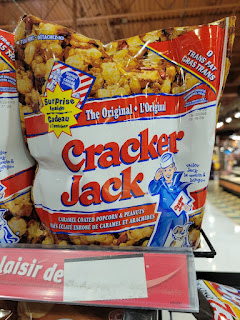 0
TRANS FAT
GRAS TRANS
Surprise
Inside
Cadeau
à l'intérieur
The Original • L'Original
Cracker
Jack
CARAMEL COATED POPCORN & PEANUTS
MAÏS ÉCLATÉ ENROBÉ DE CARAMEL ET ARACHIDES
laisir de